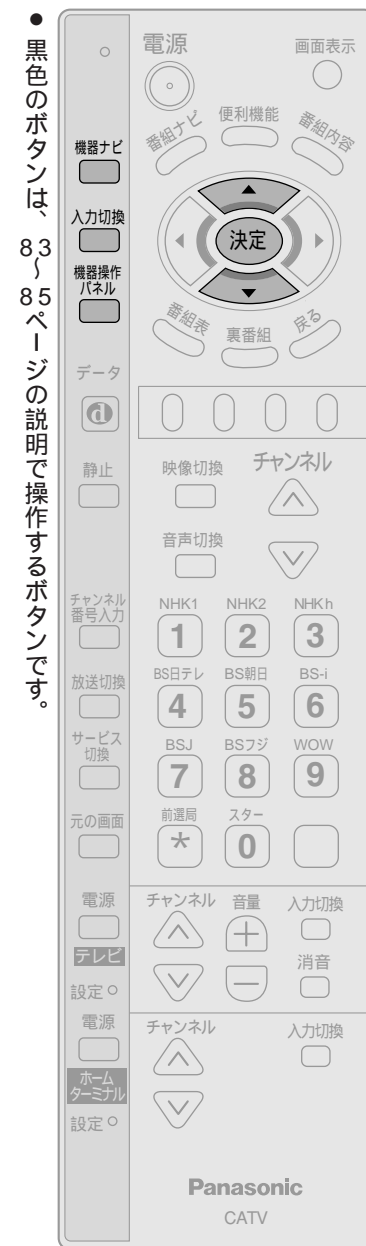 ● 黒色のボタンは、83〜85ページの説明で操作するボタンです。
電源
画面表示
番組ナビ
便利機能
番組内容
機器ナビ
入力切換
決定
機器操作
パネル
番組表
裏番組
戻る
データ
d
静止
映像切換
チャンネル
音声切換
チャンネル
番号入力
NHK1
NHK2
NHKh
1
2
3
放送切換
BS日テレ
BS朝日
BS-i
4
5
6
サービス
切換
BSJ
BSフジ
WOW
7
8
9
元の画面
前選局
スター
*
0
電源
テレビ
設定
チャンネル
音量
入力切換
+
消音
−
電源
ホーム
ターミナル
設定
チャンネル
入力切換
Panasonic
CATV